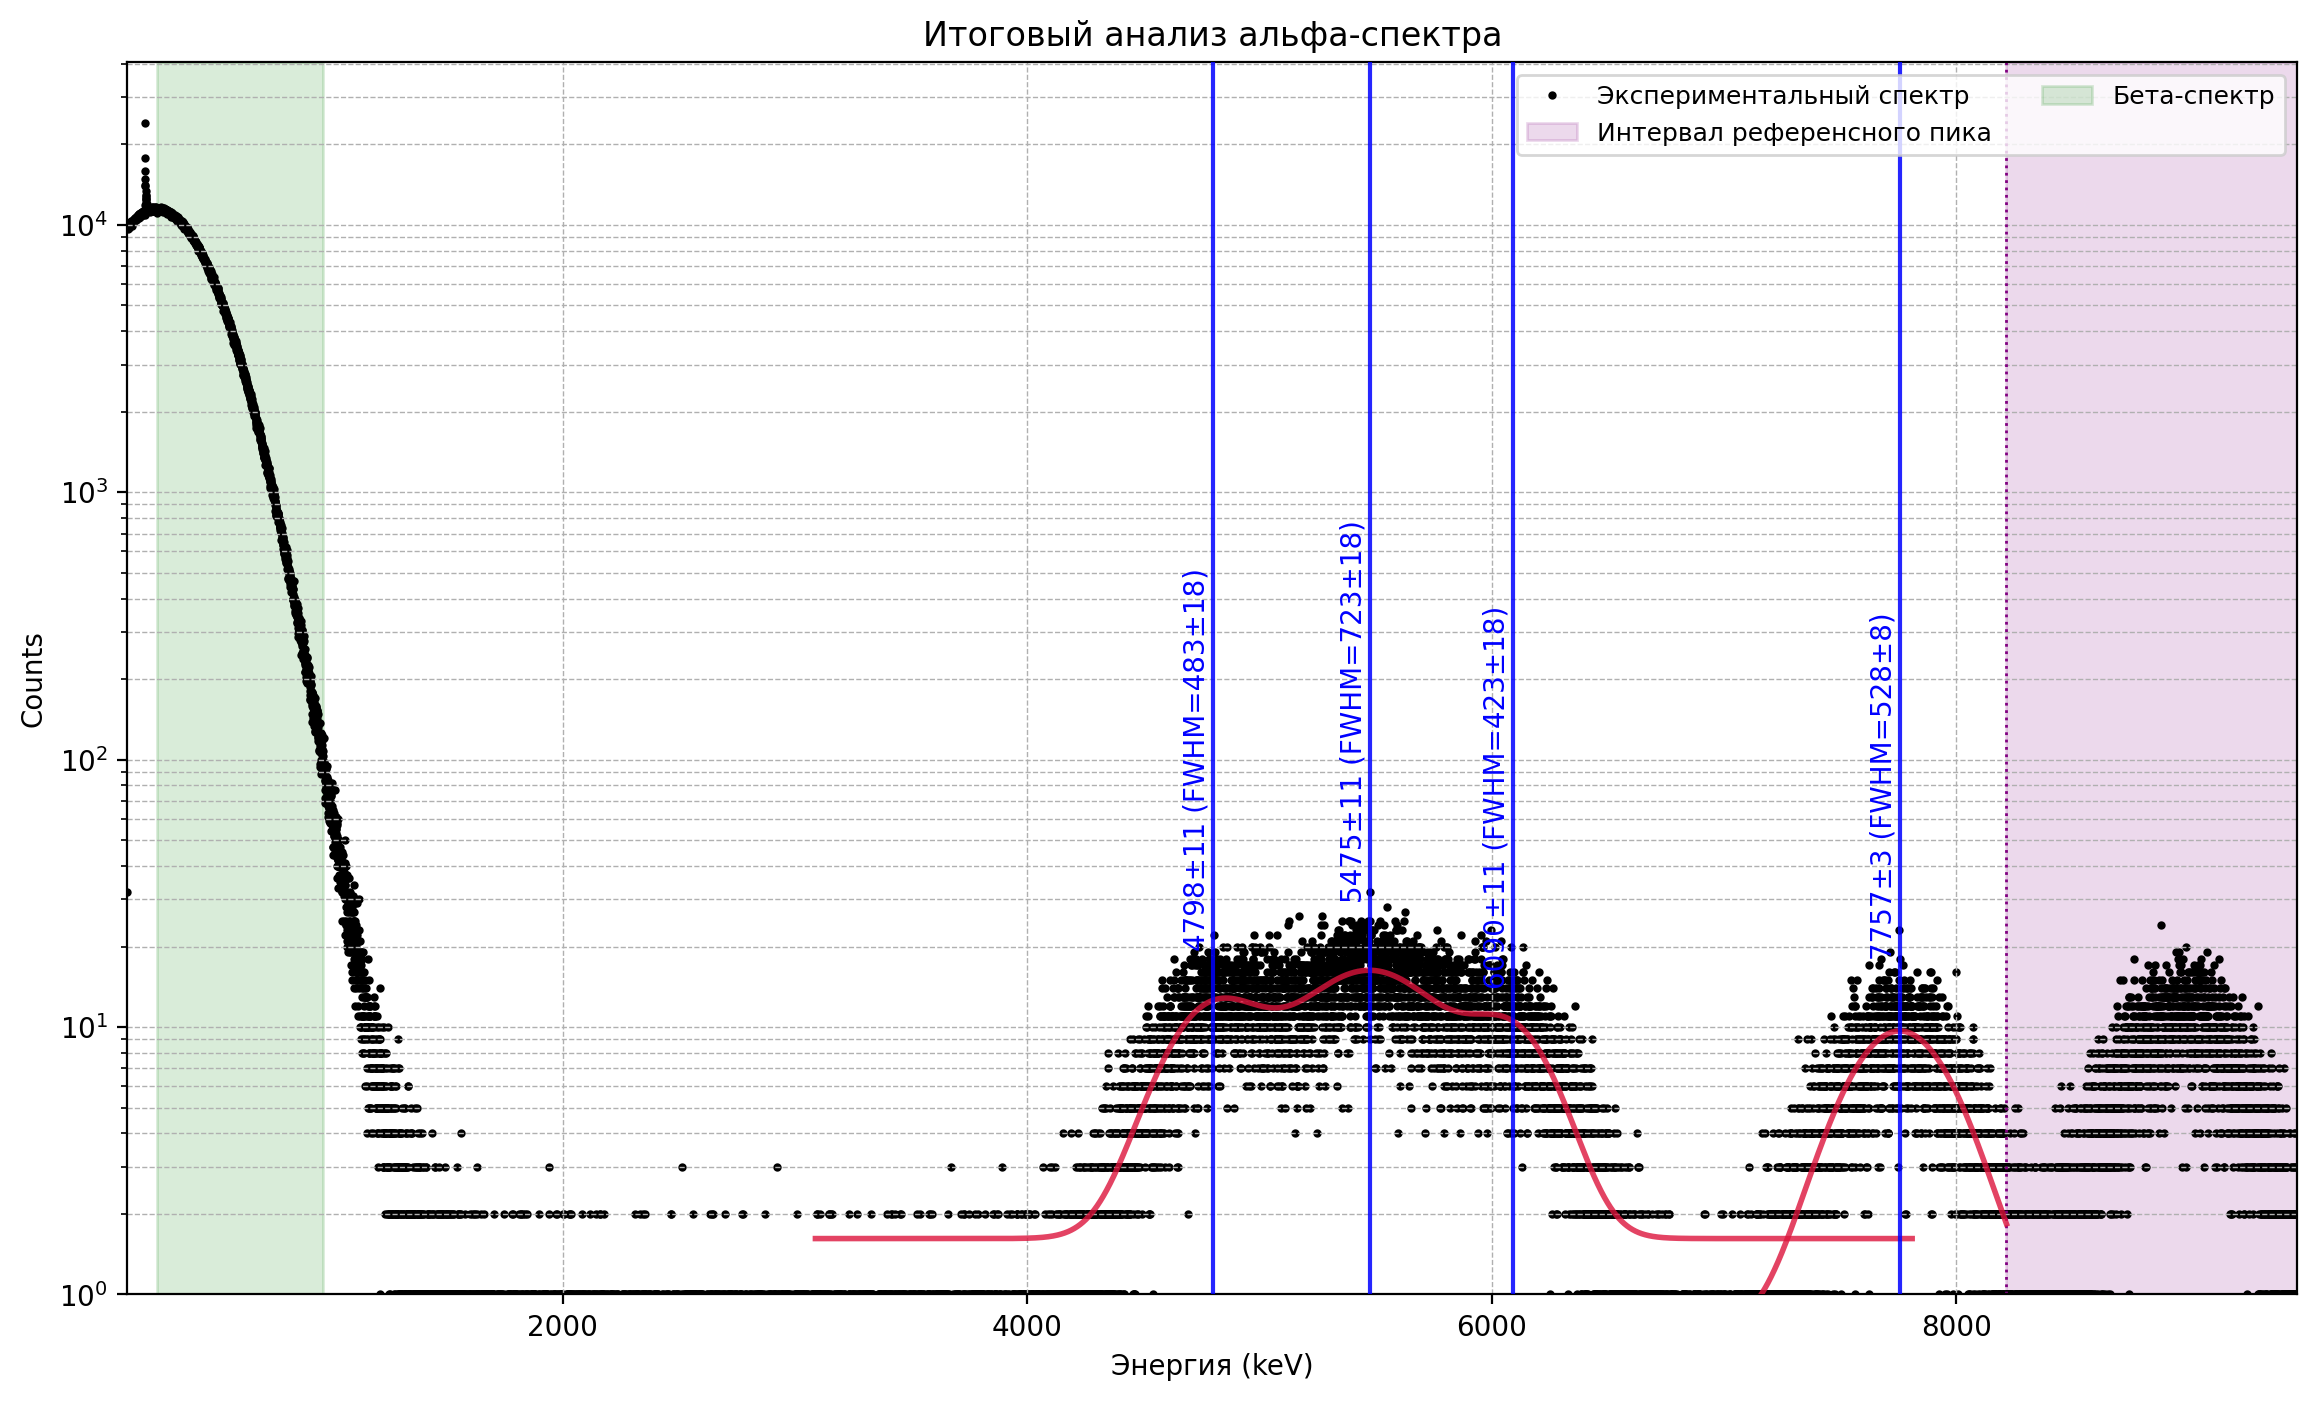 Итоговый анализ альфа-спектра
Экспериментальный спектр
Интервал референсного пика
Бета-спектр
Counts
10⁴
10³
10²
10¹
10⁰
4798±11 (FWHM=483±18)
5475±11 (FWHM=723±18)
6090±11 (FWHM=423±18)
7757±3 (FWHM=528±8)
2000
4000
6000
8000
Энергия (keV)